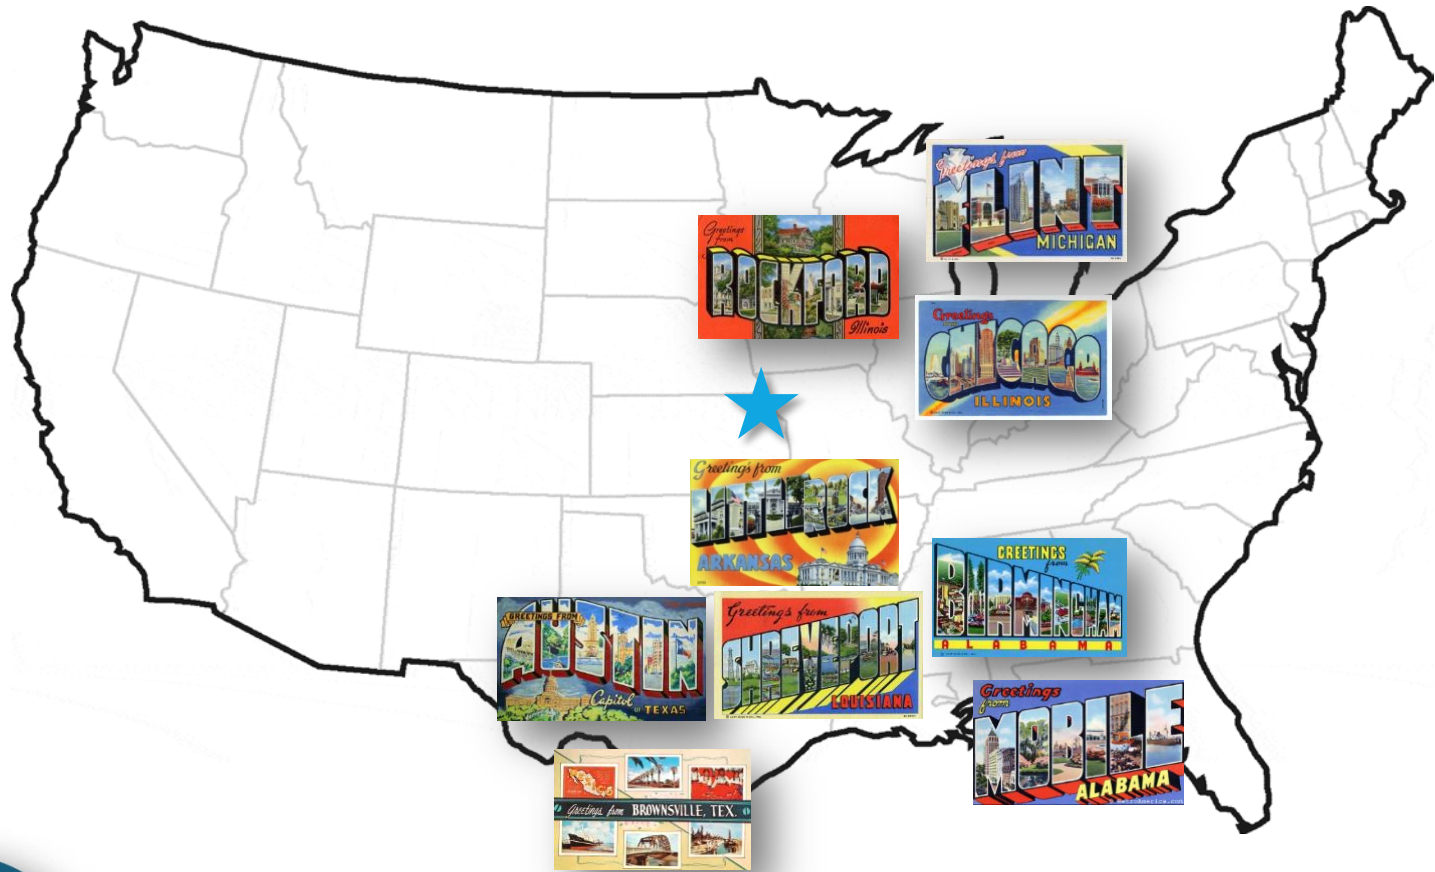 Greetings from
FLINT
MICHIGAN
Greetings
from
ROCKFORD
Illinois
Greetings
CHICAGO
ILLINOIS
Greetings from
LITTLE ROCK
ARKANSAS
GREETINGS
from
BIRMINGHAM
ALABAMA
GREETINGS FROM
AUSTIN
Capitol of TEXAS
Greetings from
SHREVEPORT
LOUISIANA
Greetings
from
MOBILE
ALABAMA
Greetings from BROWNSVILLE, TEX.